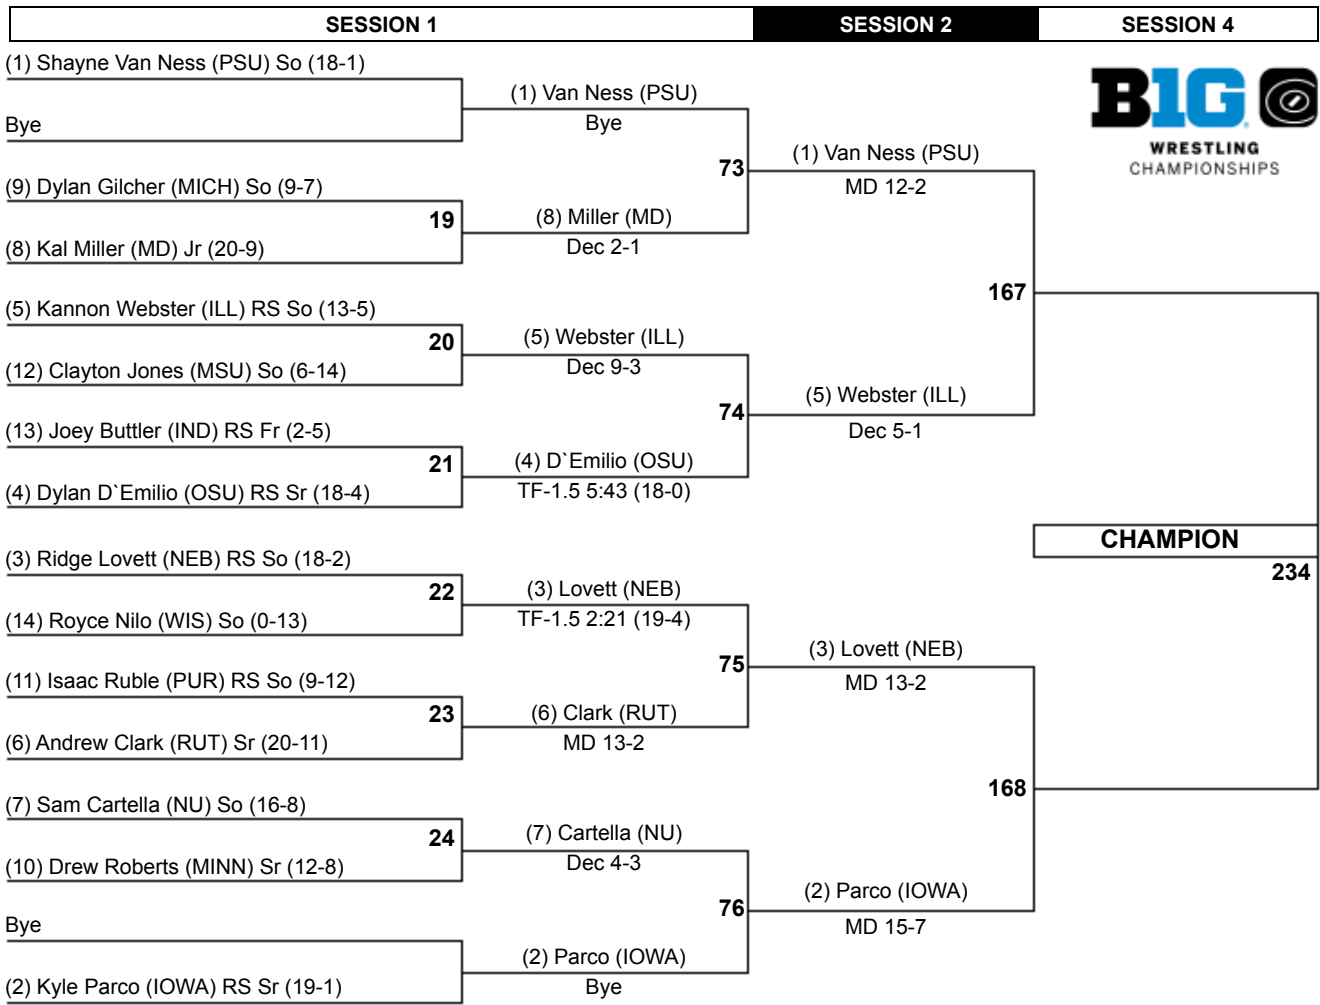 SESSION 1
SESSION 2
SESSION 4
(1) Shayne Van Ness (PSU) So (18-1)
Bye
(9) Dylan Gilcher (MICH) So (9-7)
19
(8) Kal Miller (MD) Jr (20-9)
(5) Kannon Webster (ILL) RS So (13-5)
20
(12) Clayton Jones (MSU) So (6-14)
(13) Joey Buttler (IND) RS Fr (2-5)
21
(4) Dylan D`Emilio (OSU) RS Sr (18-4)
(3) Ridge Lovett (NEB) RS So (18-2)
22
(14) Royce Nilo (WIS) So (0-13)
(11) Isaac Ruble (PUR) RS So (9-12)
23
(6) Andrew Clark (RUT) Sr (20-11)
(7) Sam Cartella (NU) So (16-8)
24
(10) Drew Roberts (MINN) Sr (12-8)
Bye
(2) Kyle Parco (IOWA) RS Sr (19-1)
(1) Van Ness (PSU)
Bye
73
(8) Miller (MD)
Dec 2-1
(5) Webster (ILL)
Dec 9-3
74
(4) D`Emilio (OSU)
TF-1.5 5:43 (18-0)
(3) Lovett (NEB)
TF-1.5 2:21 (19-4)
75
(6) Clark (RUT)
MD 13-2
(7) Cartella (NU)
Dec 4-3
76
(2) Parco (IOWA)
Bye
(1) Van Ness (PSU)
MD 12-2
167
(5) Webster (ILL)
Dec 5-1
(3) Lovett (NEB)
MD 13-2
168
(2) Parco (IOWA)
MD 15-7
B1G
WRESTLING
CHAMPIONSHIPS
CHAMPION
234